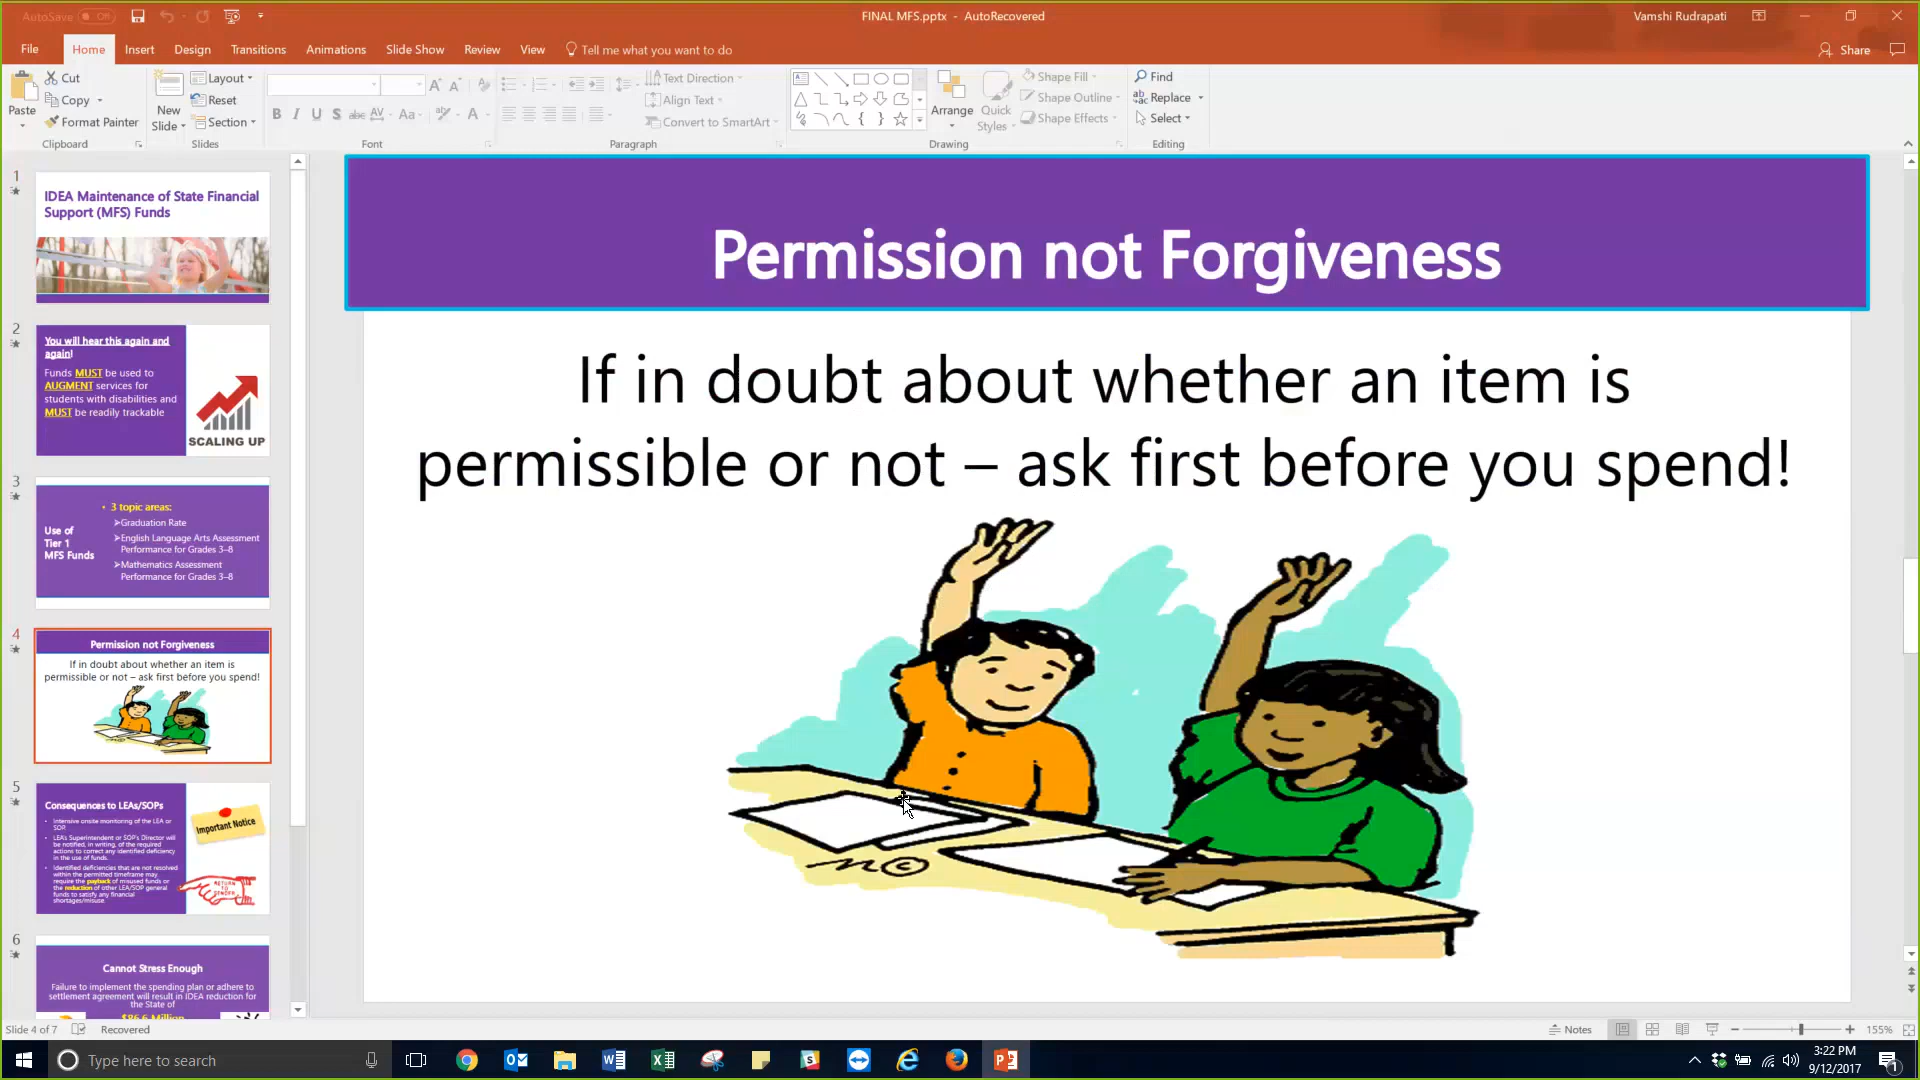 AutoSave Off
FINAL MFS.pptx - AutoRecovered
Vamshi Rudrapati
File Home Insert Design Transitions Animations Slide Show Review View Tell me what you want to do
Share
Paste
Cut
Copy
Format Painter
Clipboard
New Slide
Layout
Reset
Section
Slides
B I U S abc AV Aa A
Font
Text Direction
Align Text
Convert to SmartArt
Paragraph
Arrange
Quick Styles
Shape Fill
Shape Outline
Shape Effects
Drawing
Find
Replace
Select
Editing
1
IDEA Maintenance of State Financial
Support (MFS) Funds
2
You will hear this again and
again!
Funds MUST be used to
AUGMENT services for
students with disabilities and
MUST be readily trackable
SCALING UP
3
Use of
Tier 1
MFS Funds
• 3 topic areas:
➢Graduation Rate
➢English Language Arts Assessment
Performance for Grades 3–8
➢Mathematics Assessment
Performance for Grades 3–8
4
Permission not Forgiveness
If in doubt about whether an item is
permissible or not – ask first before you spend!
5
Consequences to LEAs/SOPs
• Intensive onsite monitoring of the LEA or
SOP.
• LEA's Superintendent or SOP's Director will
be notified, in writing, of the required
actions to correct any identified deficiency
in the use of funds.
• Identified deficiencies that are not resolved
within the permitted timeframe may
require the payback of misused funds or
the reduction of other LEA/SOP general
funds to satisfy any financial
shortages/misuse.
Important Notice
RETURN TO SENDER
6
Cannot Stress Enough
Failure to implement the spending plan or adhere to
settlement agreement will result in IDEA reduction for
the State of
$86.6 Million
Permission not Forgiveness
If in doubt about whether an item is
permissible or not – ask first before you spend!
Slide 4 of 7
Recovered
Notes
155%
Type here to search
3:22 PM
9/12/2017
1